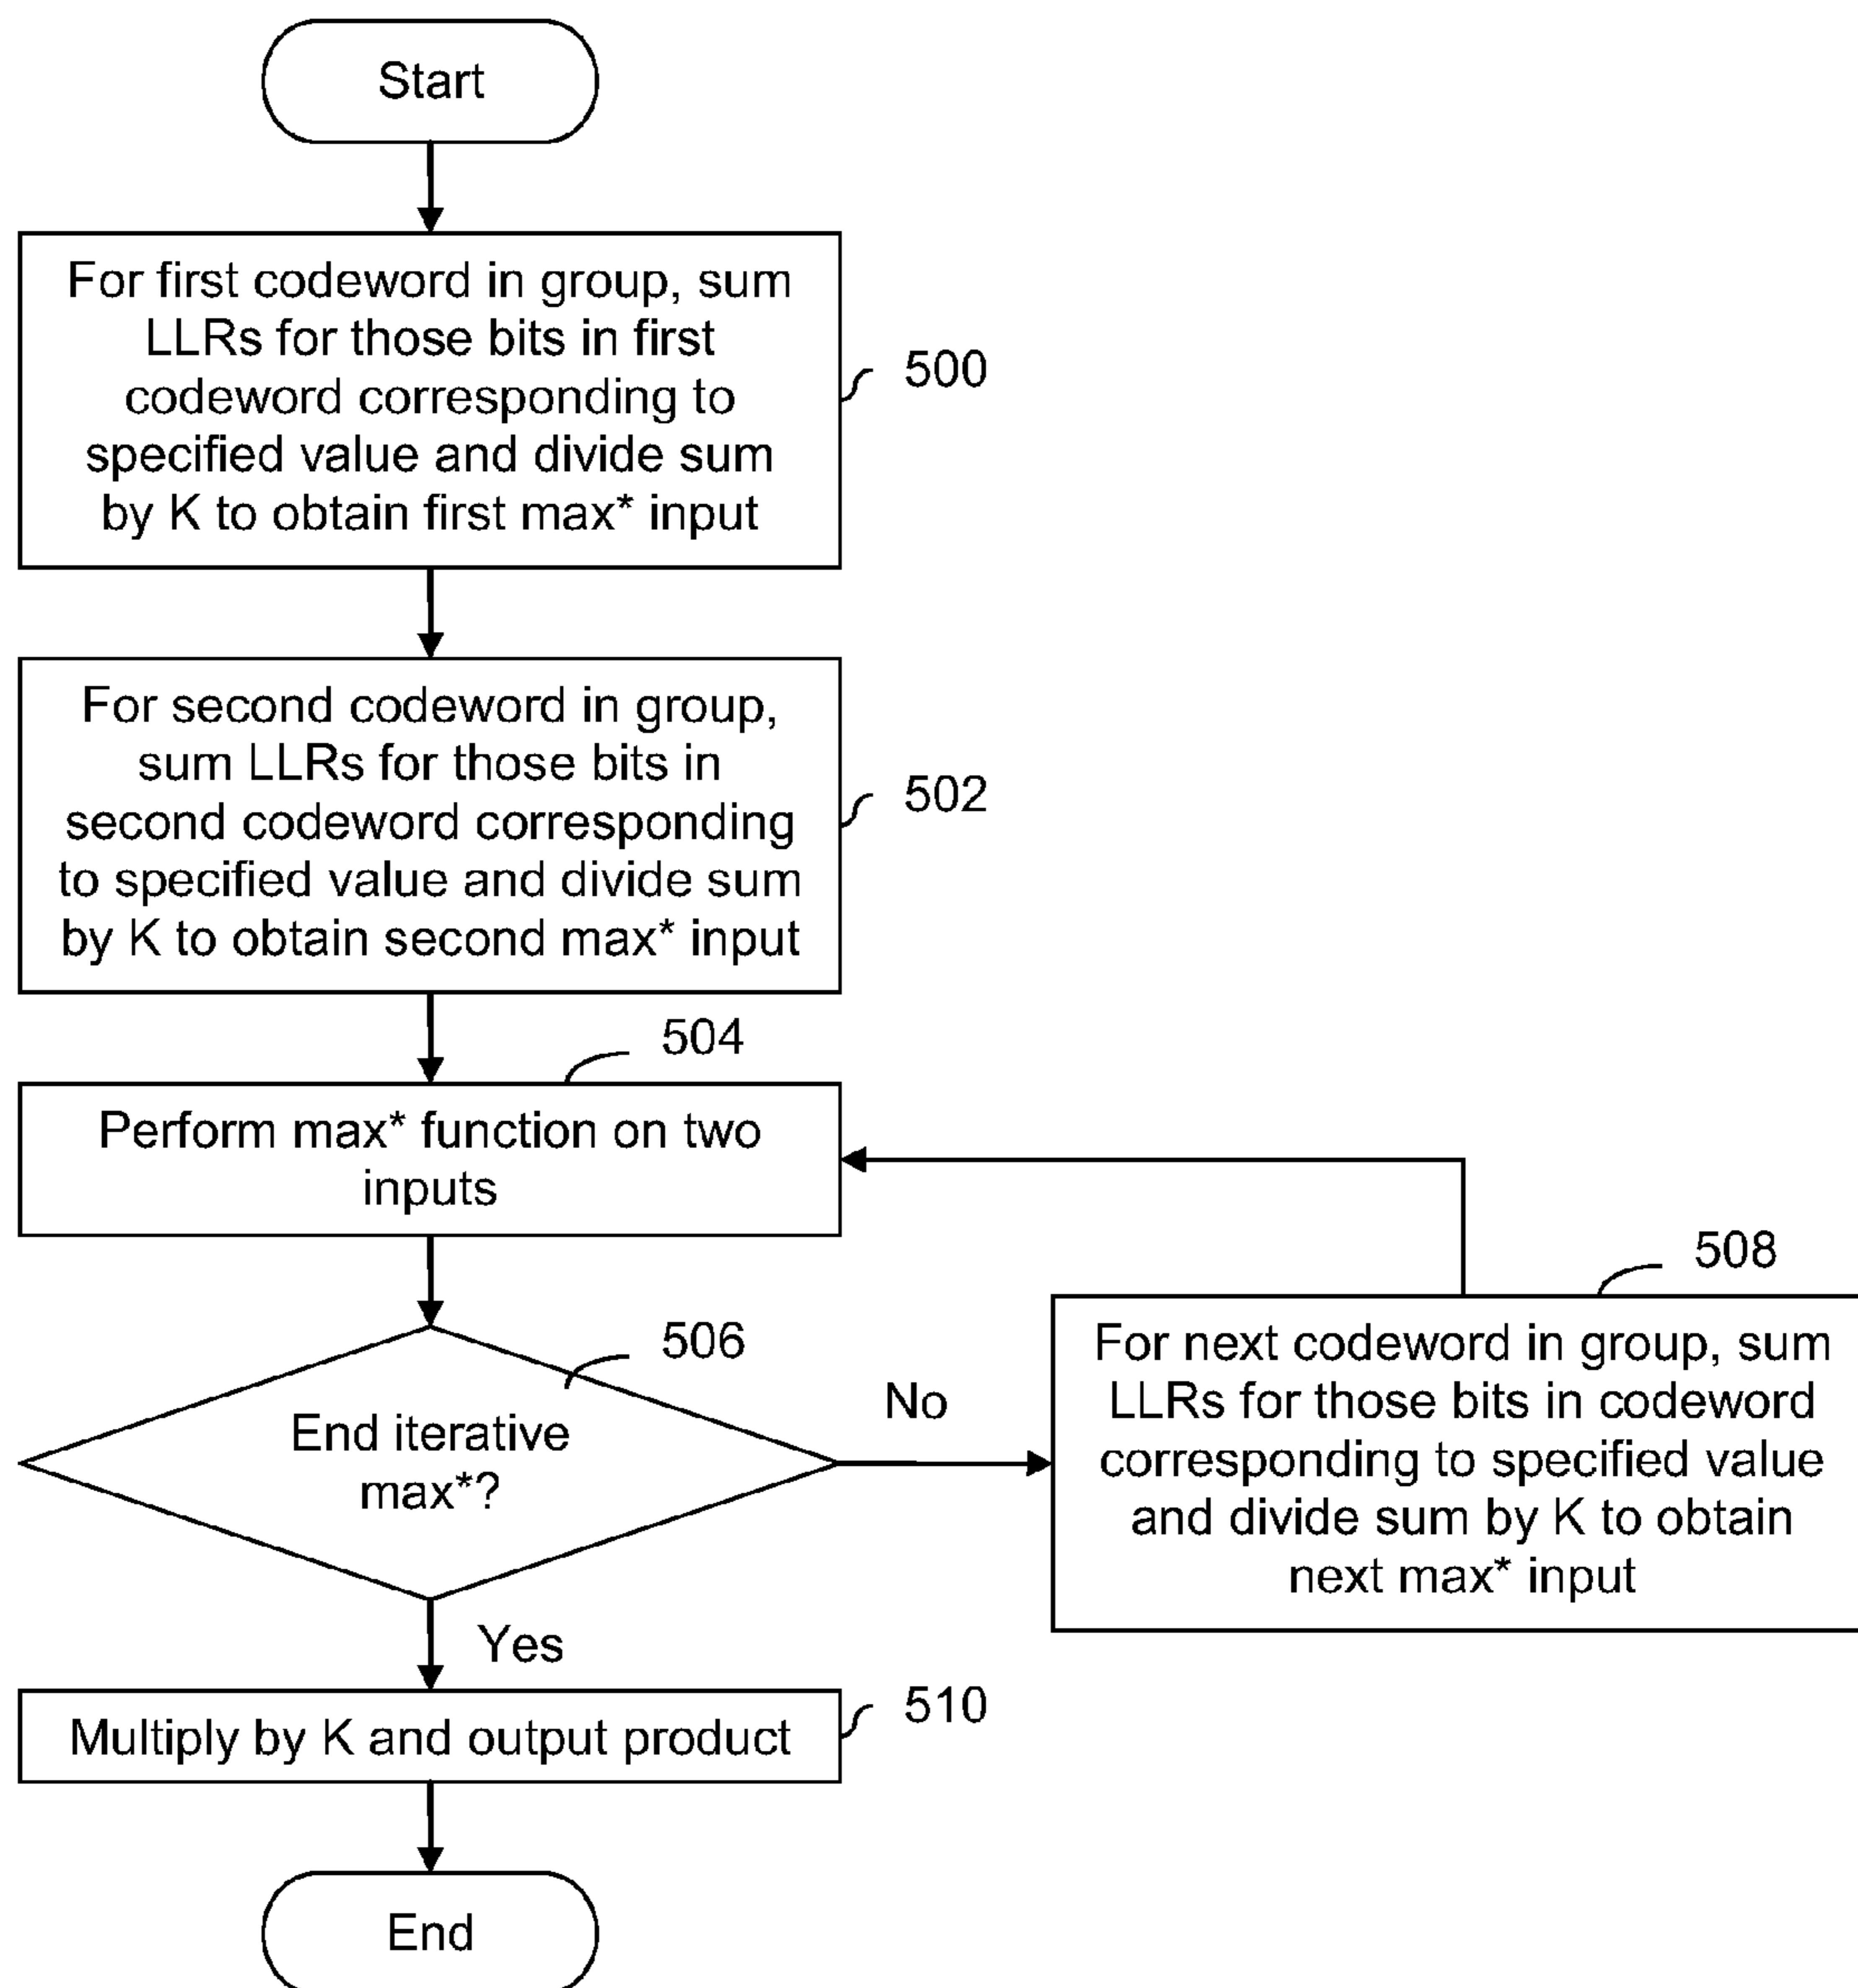 Start
For first codeword in group, sum
LLRs for those bits in first
codeword corresponding to
specified value and divide sum
by K to obtain first max* input
500
For second codeword in group,
sum LLRs for those bits in
second codeword corresponding
to specified value and divide sum
by K to obtain second max* input
502
504
Perform max* function on two
inputs
506
End iterative
max*?
No
508
For next codeword in group, sum
LLRs for those bits in codeword
corresponding to specified value
and divide sum by K to obtain
next max* input
Yes
Multiply by K and output product
510
End